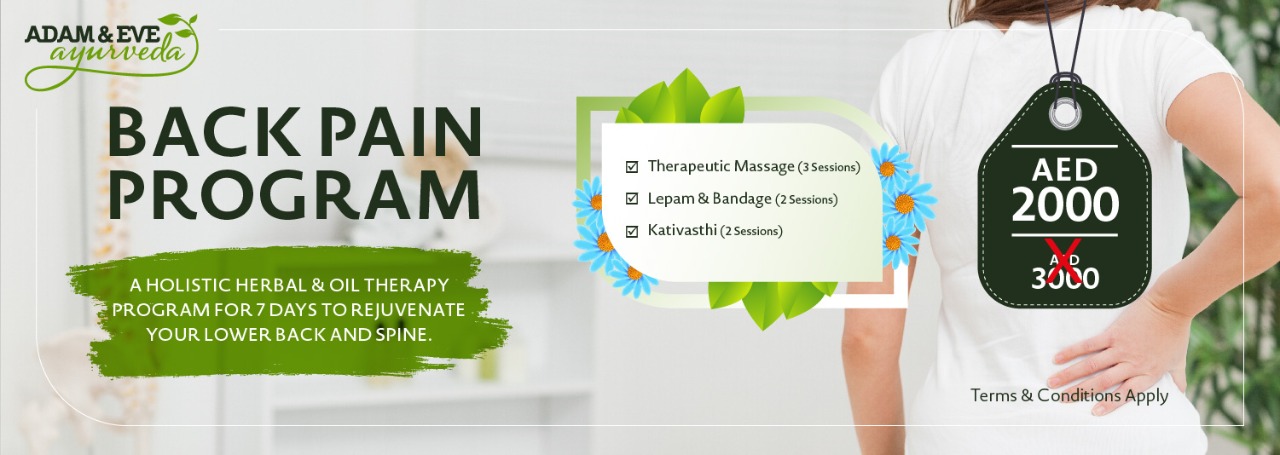 ADAM & EVE
ayurveda
BACK PAIN
PROGRAM
A HOLISTIC HERBAL & OIL THERAPY
PROGRAM FOR 7 DAYS TO REJUVENATE
YOUR LOWER BACK AND SPINE.
Therapeutic Massage (3 Sessions)
Lepam & Bandage (2 Sessions)
Kativasthi (2 Sessions)
AED
2000
AED
3000
Terms & Conditions Apply